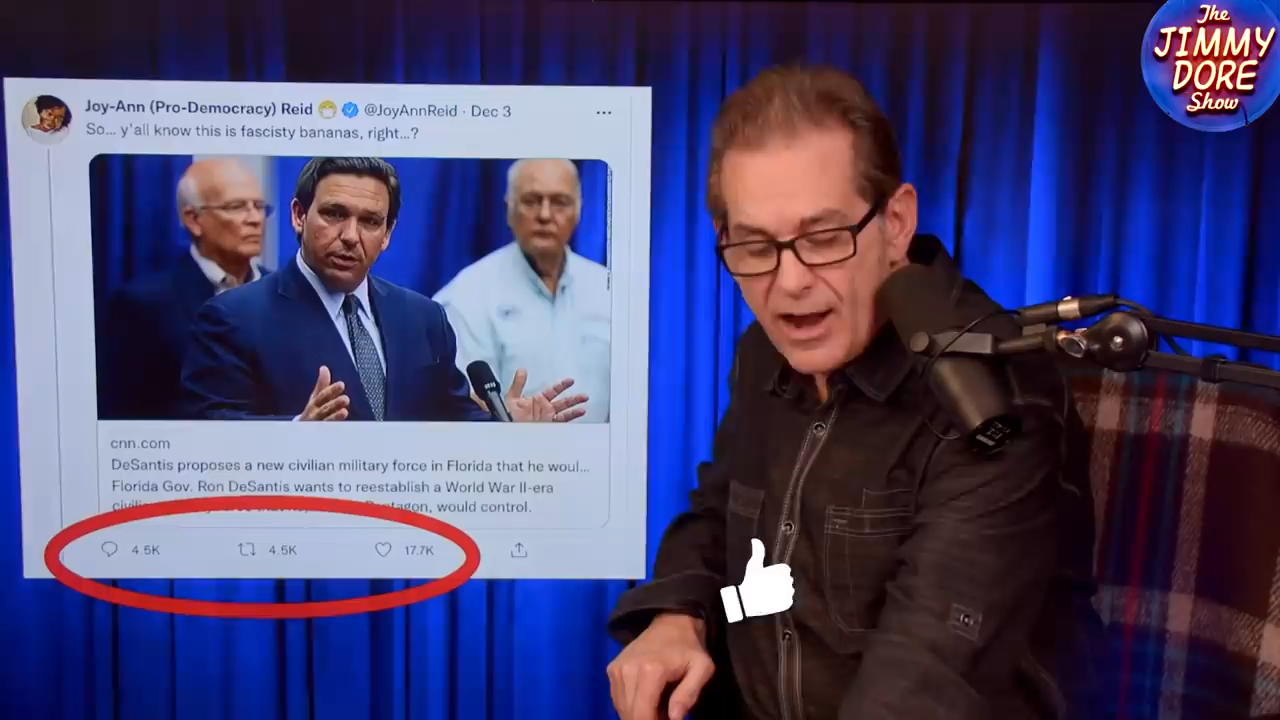 The
JIMMY
DORE
Show
Joy-Ann (Pro-Democracy) Reid @JoyAnnReid · Dec 3
So... y'all know this is fascisty bananas, right...?
cnn.com
DeSantis proposes a new civilian military force in Florida that he woul...
Florida Gov. Ron DeSantis wants to reestablish a World War II-era
would control.
4.5K 4.5K 17.7K